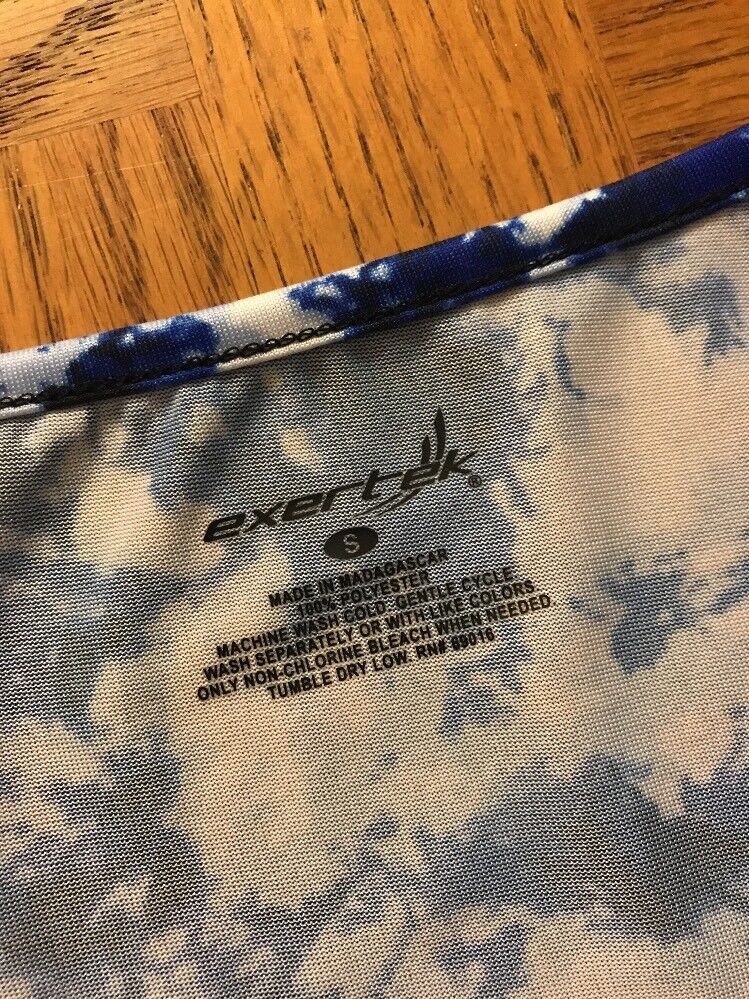 exertek®
S
MADE IN MADAGASCAR
100% POLYESTER
MACHINE WASH COLD. GENTLE CYCLE.
WASH SEPARATELY OR WITH LIKE COLORS
ONLY NON-CHLORINE BLEACH WHEN NEEDED.
TUMBLE DRY LOW. RN# 89016